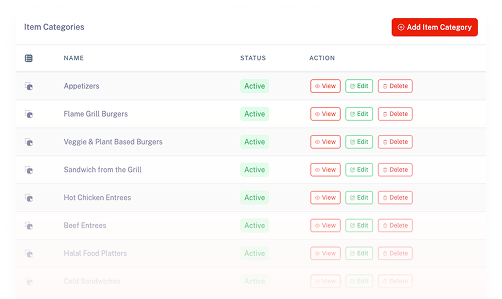 Item Categories
Add Item Category
NAME STATUS ACTION
Appetizers Active View Edit Delete
Flame Grill Burgers Active View Edit Delete
Veggie & Plant Based Burgers Active View Edit Delete
Sandwich from the Grill Active View Edit Delete
Hot Chicken Entrees Active View Edit Delete
Beef Entrees Active View Edit Delete
Halal Food Platters Active View Edit Delete
Cold Sandwiches Active View Edit Delete